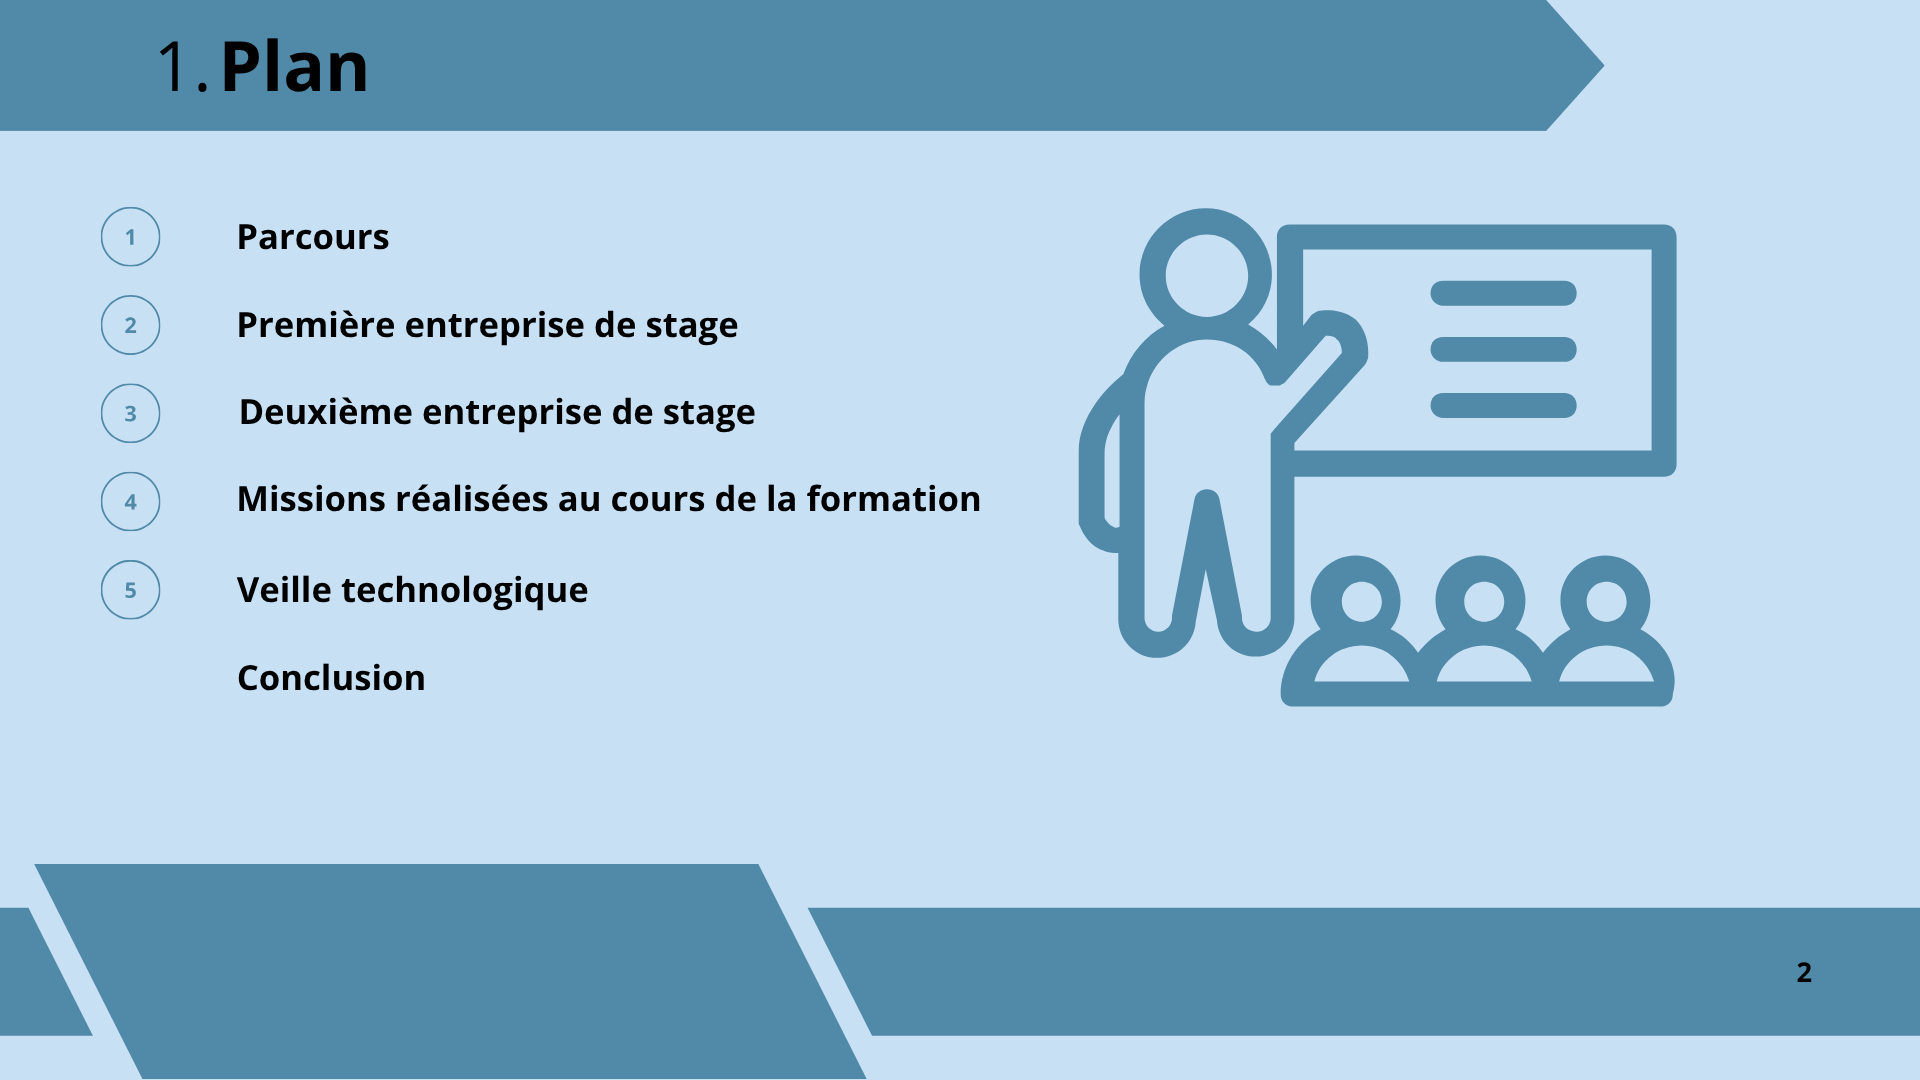 1. Plan
1 Parcours
2 Première entreprise de stage
3 Deuxième entreprise de stage
4 Missions réalisées au cours de la formation
5 Veille technologique
Conclusion
2